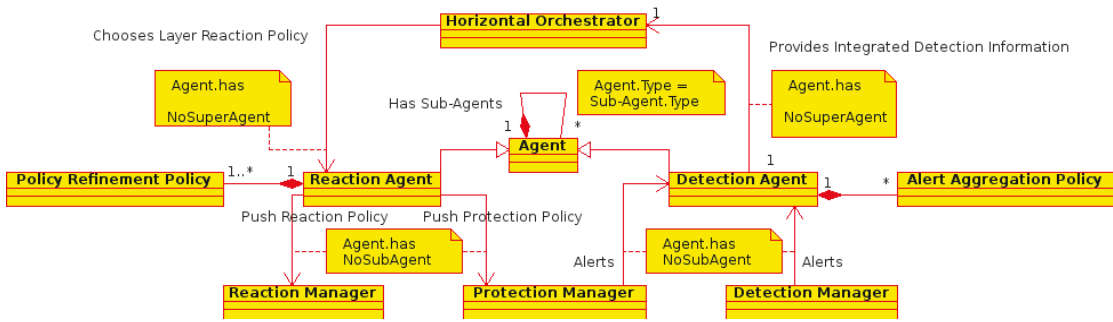 Horizontal Orchestrator
1
Chooses Layer Reaction Policy
Provides Integrated Detection Information
Agent.has
NoSuperAgent
Has Sub-Agents
Agent.Type =
Sub-Agent.Type
Agent.has
NoSuperAgent
1
*
Agent
1
Policy Refinement Policy
1..*
1
Reaction Agent
Detection Agent
1
*
Alert Aggregation Policy
Push Reaction Policy
Push Protection Policy
Agent.has
NoSubAgent
Agent.has
NoSubAgent
Alerts
Alerts
Reaction Manager
Protection Manager
Detection Manager